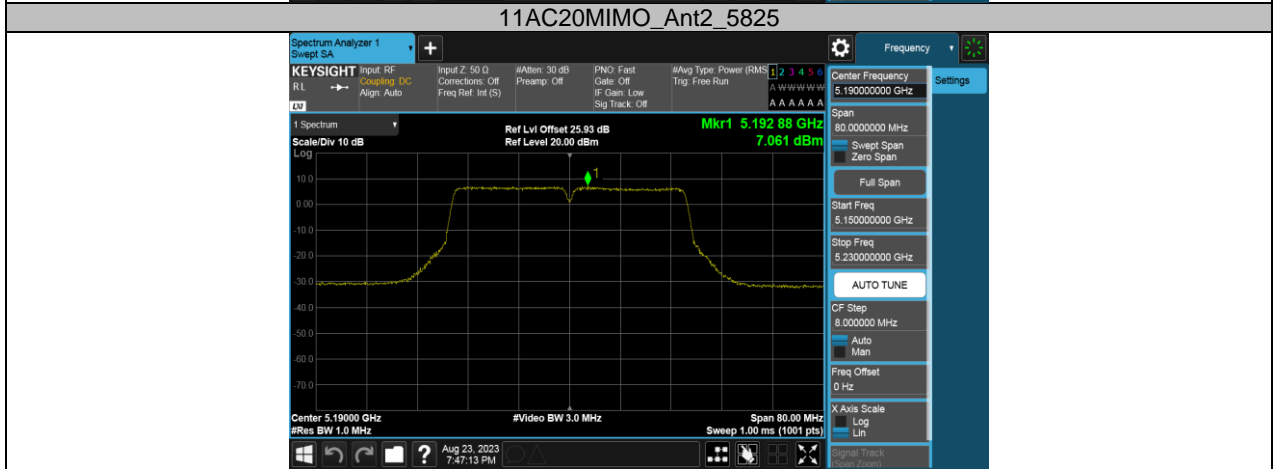 11AC20MIMO_Ant2_5825
Spectrum Analyzer 1
Swept SA
Frequency
KEYSIGHT
RL
LXI
Input: RF
Coupling: DC
Align: Auto
Input Z: 50 Ω
Corrections: Off
Freq Ref: Int (S)
#Atten: 30 dB
Preamp: Off
PNO: Fast
Gate: Off
IF Gain: Low
Sig Track: Off
#Avg Type: Power (RMS
Trig: Free Run
1 2 3 4 5 6
A W W W W W
A A A A A A
Center Frequency
5.190000000 GHz
Settings
Span
80.0000000 MHz
Swept Span
Zero Span
Full Span
Start Freq
5.150000000 GHz
Stop Freq
5.230000000 GHz
AUTO TUNE
CF Step
8.000000 MHz
Auto
Man
Freq Offset
0 Hz
X Axis Scale
Log
Lin
Signal Track
(Span Zoom)
1 Spectrum
Scale/Div 10 dB
Log
Ref Lvl Offset 25.93 dB
Ref Level 20.00 dBm
Mkr1 5.192 88 GHz
7.061 dBm
1
10.0
0.00
-10.0
-20.0
-30.0
-40.0
-50.0
-60.0
-70.0
Center 5.19000 GHz
#Res BW 1.0 MHz
#Video BW 3.0 MHz
Span 80.00 MHz
Sweep 1.00 ms (1001 pts)
?
Aug 23, 2023
7:47:13 PM